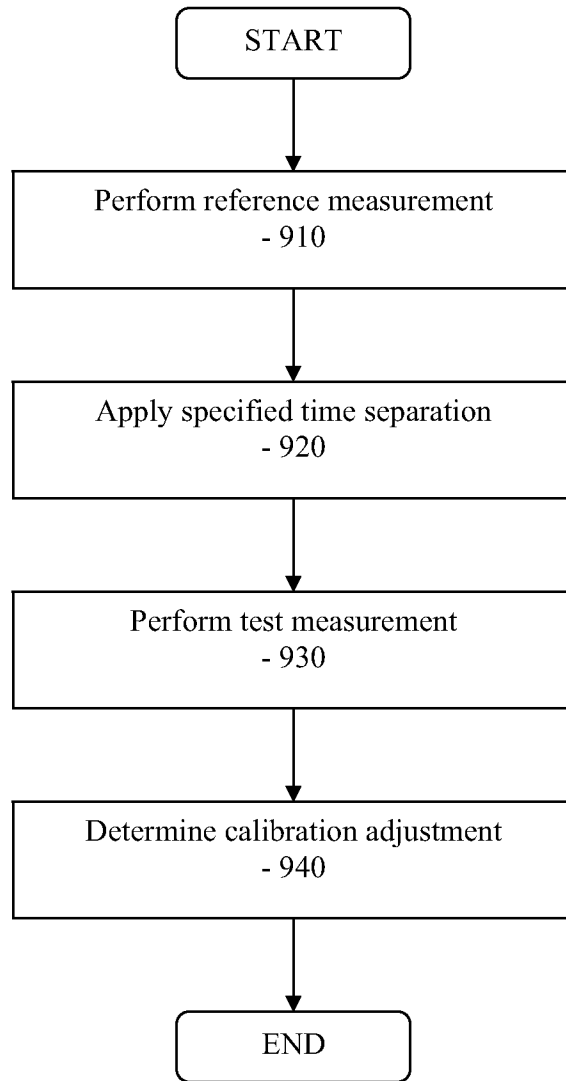 START
Perform reference measurement
- 910
Apply specified time separation
- 920
Perform test measurement
- 930
Determine calibration adjustment
- 940
END